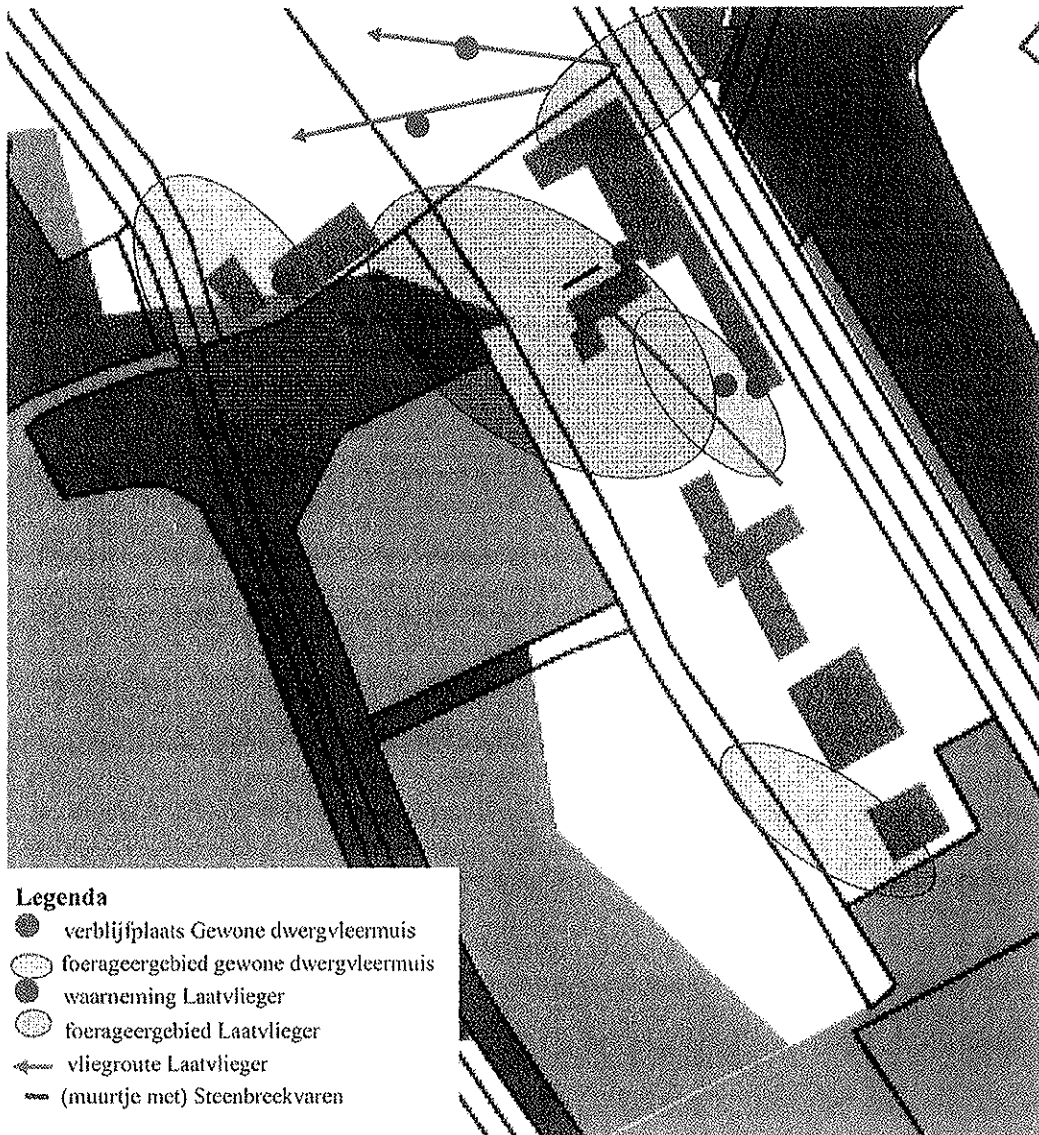 Legenda
verblijfplaats Gewone dwergvleermuis
foerageergebied gewone dwergvleermuis
waarneming Laatvlieger
foerageergebied Laatvlieger
vliegroute Laatvlieger
(muurtje met) Steenbreekvaren